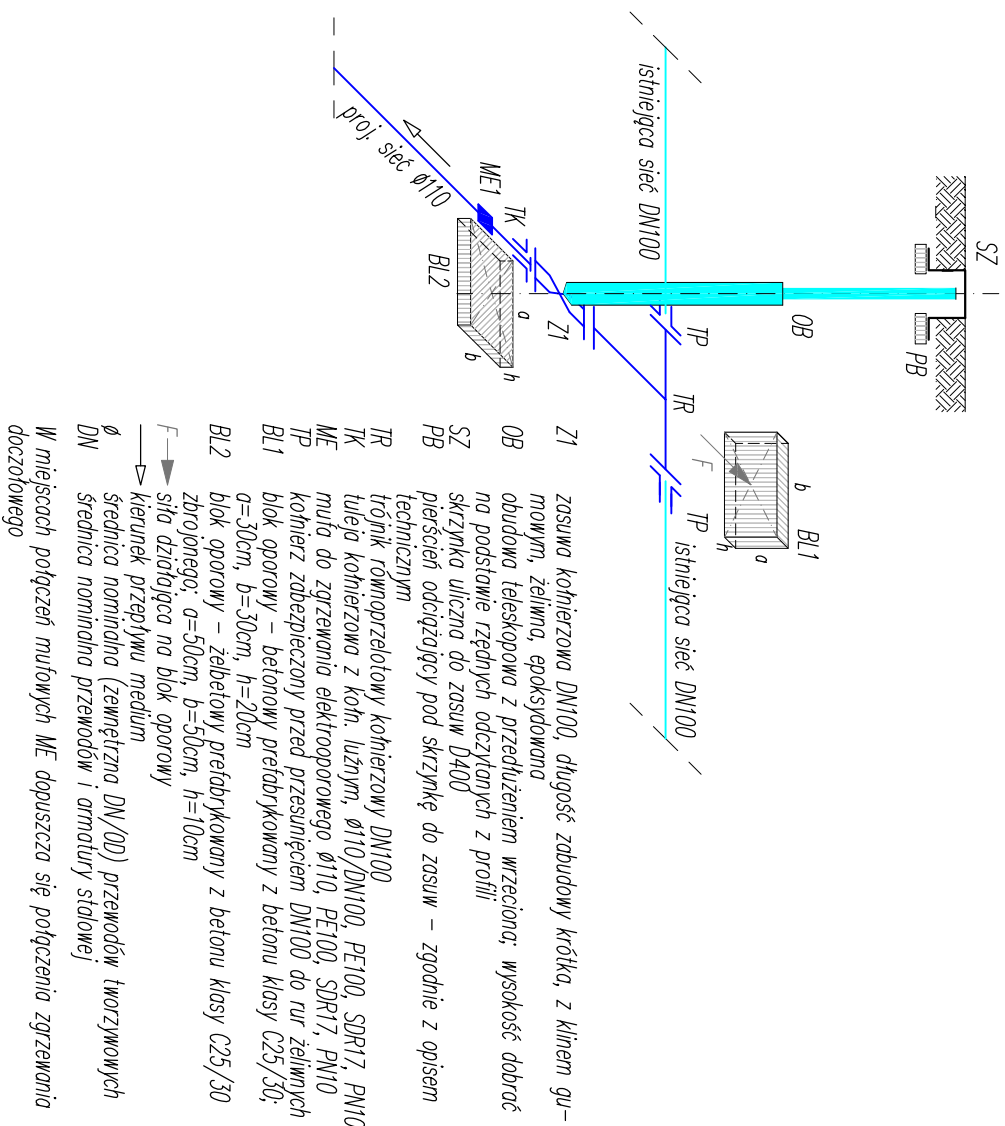 SZ
PB
OB
istniejąca sieć DN100
TP
TR
TP
istniejąca sieć DN100
BL1
b
a
h
F
Z1
proj. sieć ø110
ME1
TK
BL2
a
b
h
Z1 zasuwa kołnierzowa DN100, długość zabudowy krótka, z klinem gu-
mowym, żeliwna, epoksydowana
OB obudowa teleskopowa z przedłużeniem wrzeciona; wysokość dobrać
na podstawie rzędnych odczytanych z profili
SZ skrzynka uliczna do zasuw D400
PB pierścień odciążający pod skrzynkę do zasuw – zgodnie z opisem
technicznym
TR trójnik równoprzelotowy kołnierzowy DN100
TK tuleja kołnierzowa z kołn. luźnym, ø110/DN100, PE100, SDR17, PN10
ME mufa do zgrzewania elektrooporowego ø110, PE100, SDR17, PN10
TP kołnierz zabezpieczony przed przesunięciem DN100 do rur żeliwnych
BL1 blok oporowy – betonowy prefabrykowany z betonu klasy C25/30;
a=30cm, b=30cm, h=20cm
BL2 blok oporowy – żelbetowy prefabrykowany z betonu klasy C25/30
zbrojonego; a=50cm, b=50cm, h=10cm
F siła działająca na blok oporowy
kierunek przepływu medium
ø średnica nominalna (zewnętrzna DN/OD) przewodów tworzywowych
DN średnica nominalna przewodów i armatury stalowej
W miejscach połączeń mufowych ME dopuszcza się połączenia zgrzewania
doczołowego